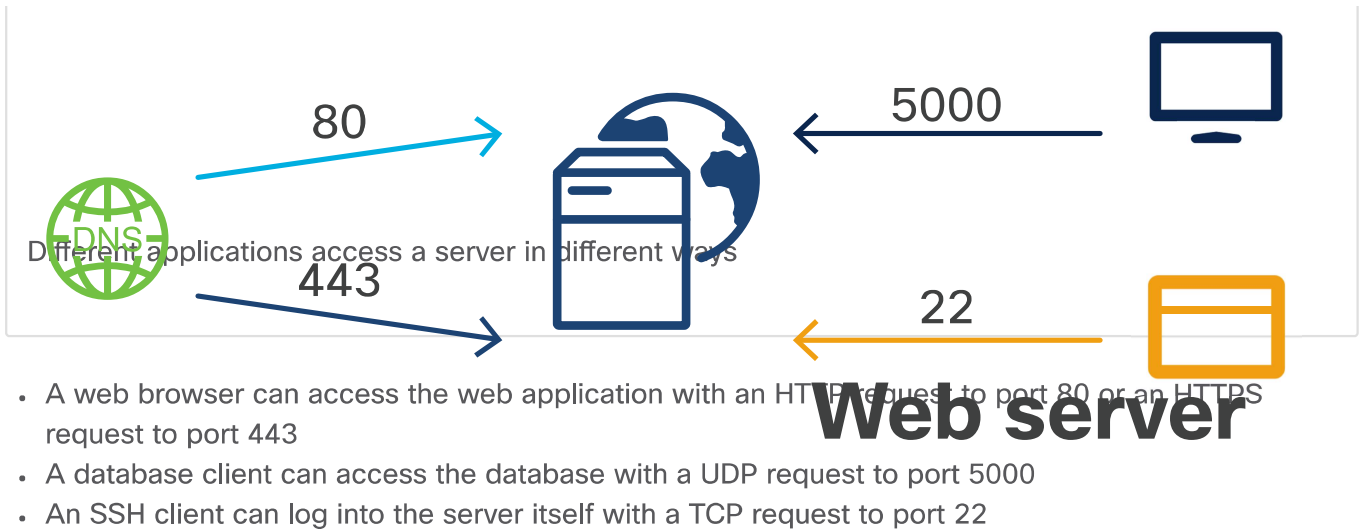 80
5000
DNS
Different applications access a server in different ways
443
22
• A web browser can access the web application with an HTTP request to port 80 or an HTTPS
request to port 443
Web server
• A database client can access the database with a UDP request to port 5000
• An SSH client can log into the server itself with a TCP request to port 22